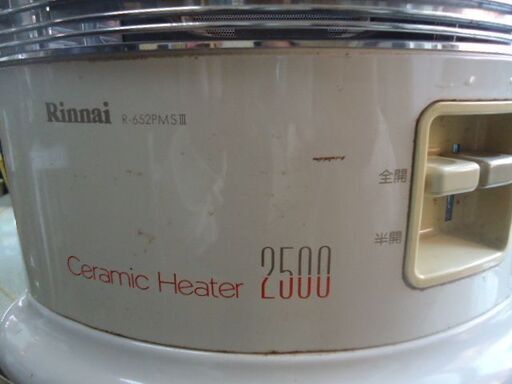 Rinnai R-652PMSⅢ
全開
半開
Ceramic Heater 2500